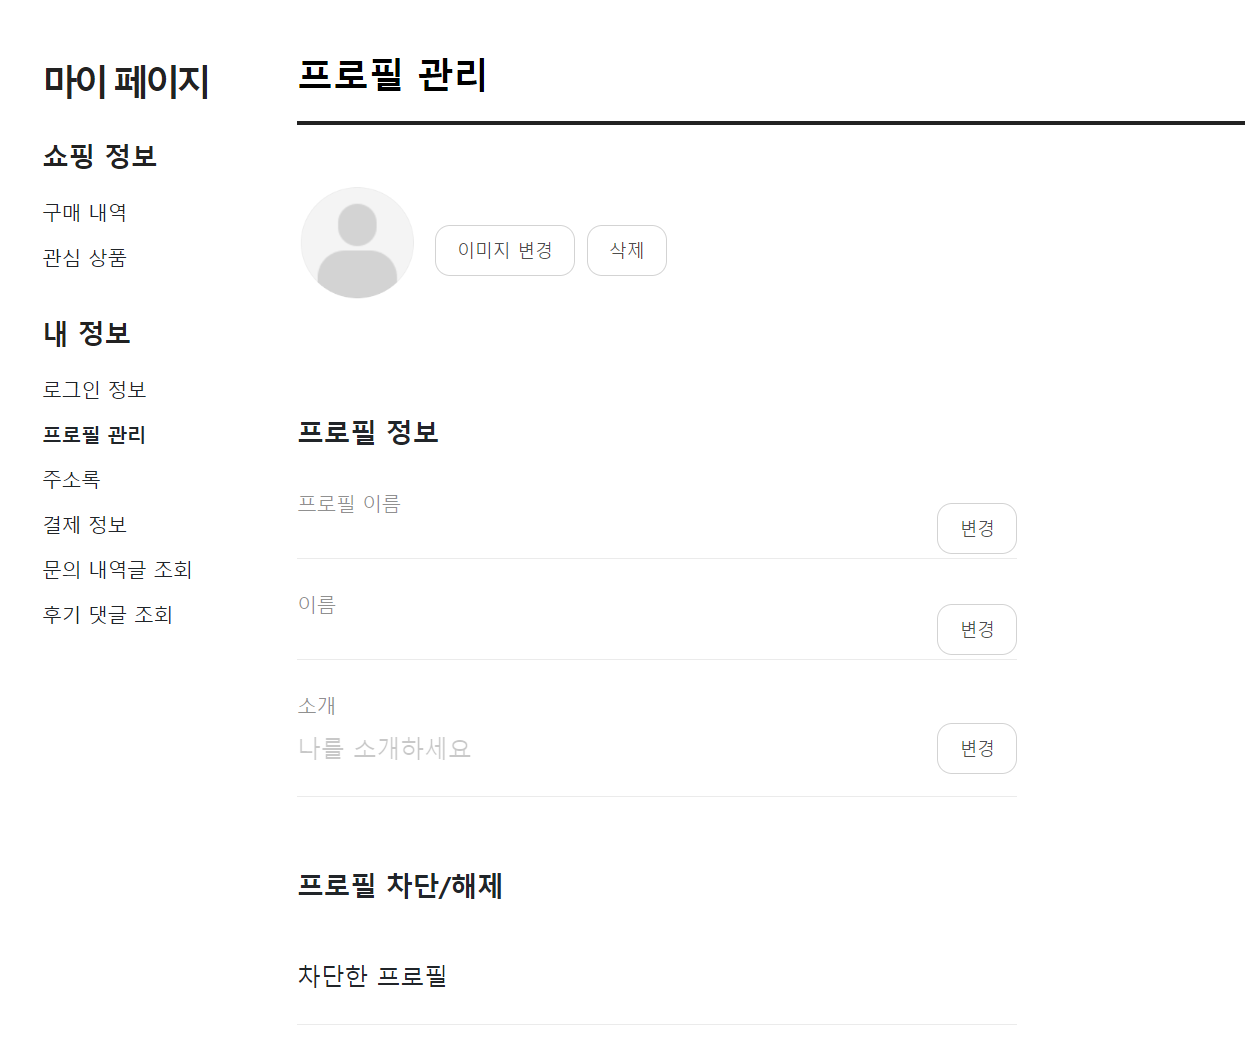 마이 페이지
쇼핑 정보
구매 내역
관심 상품
내 정보
로그인 정보
프로필 관리
주소록
결제 정보
문의 내역글 조회
후기 댓글 조회
프로필 관리
이미지 변경
삭제
프로필 정보
프로필 이름
변경
이름
변경
소개
나를 소개하세요
변경
프로필 차단/해제
차단한 프로필